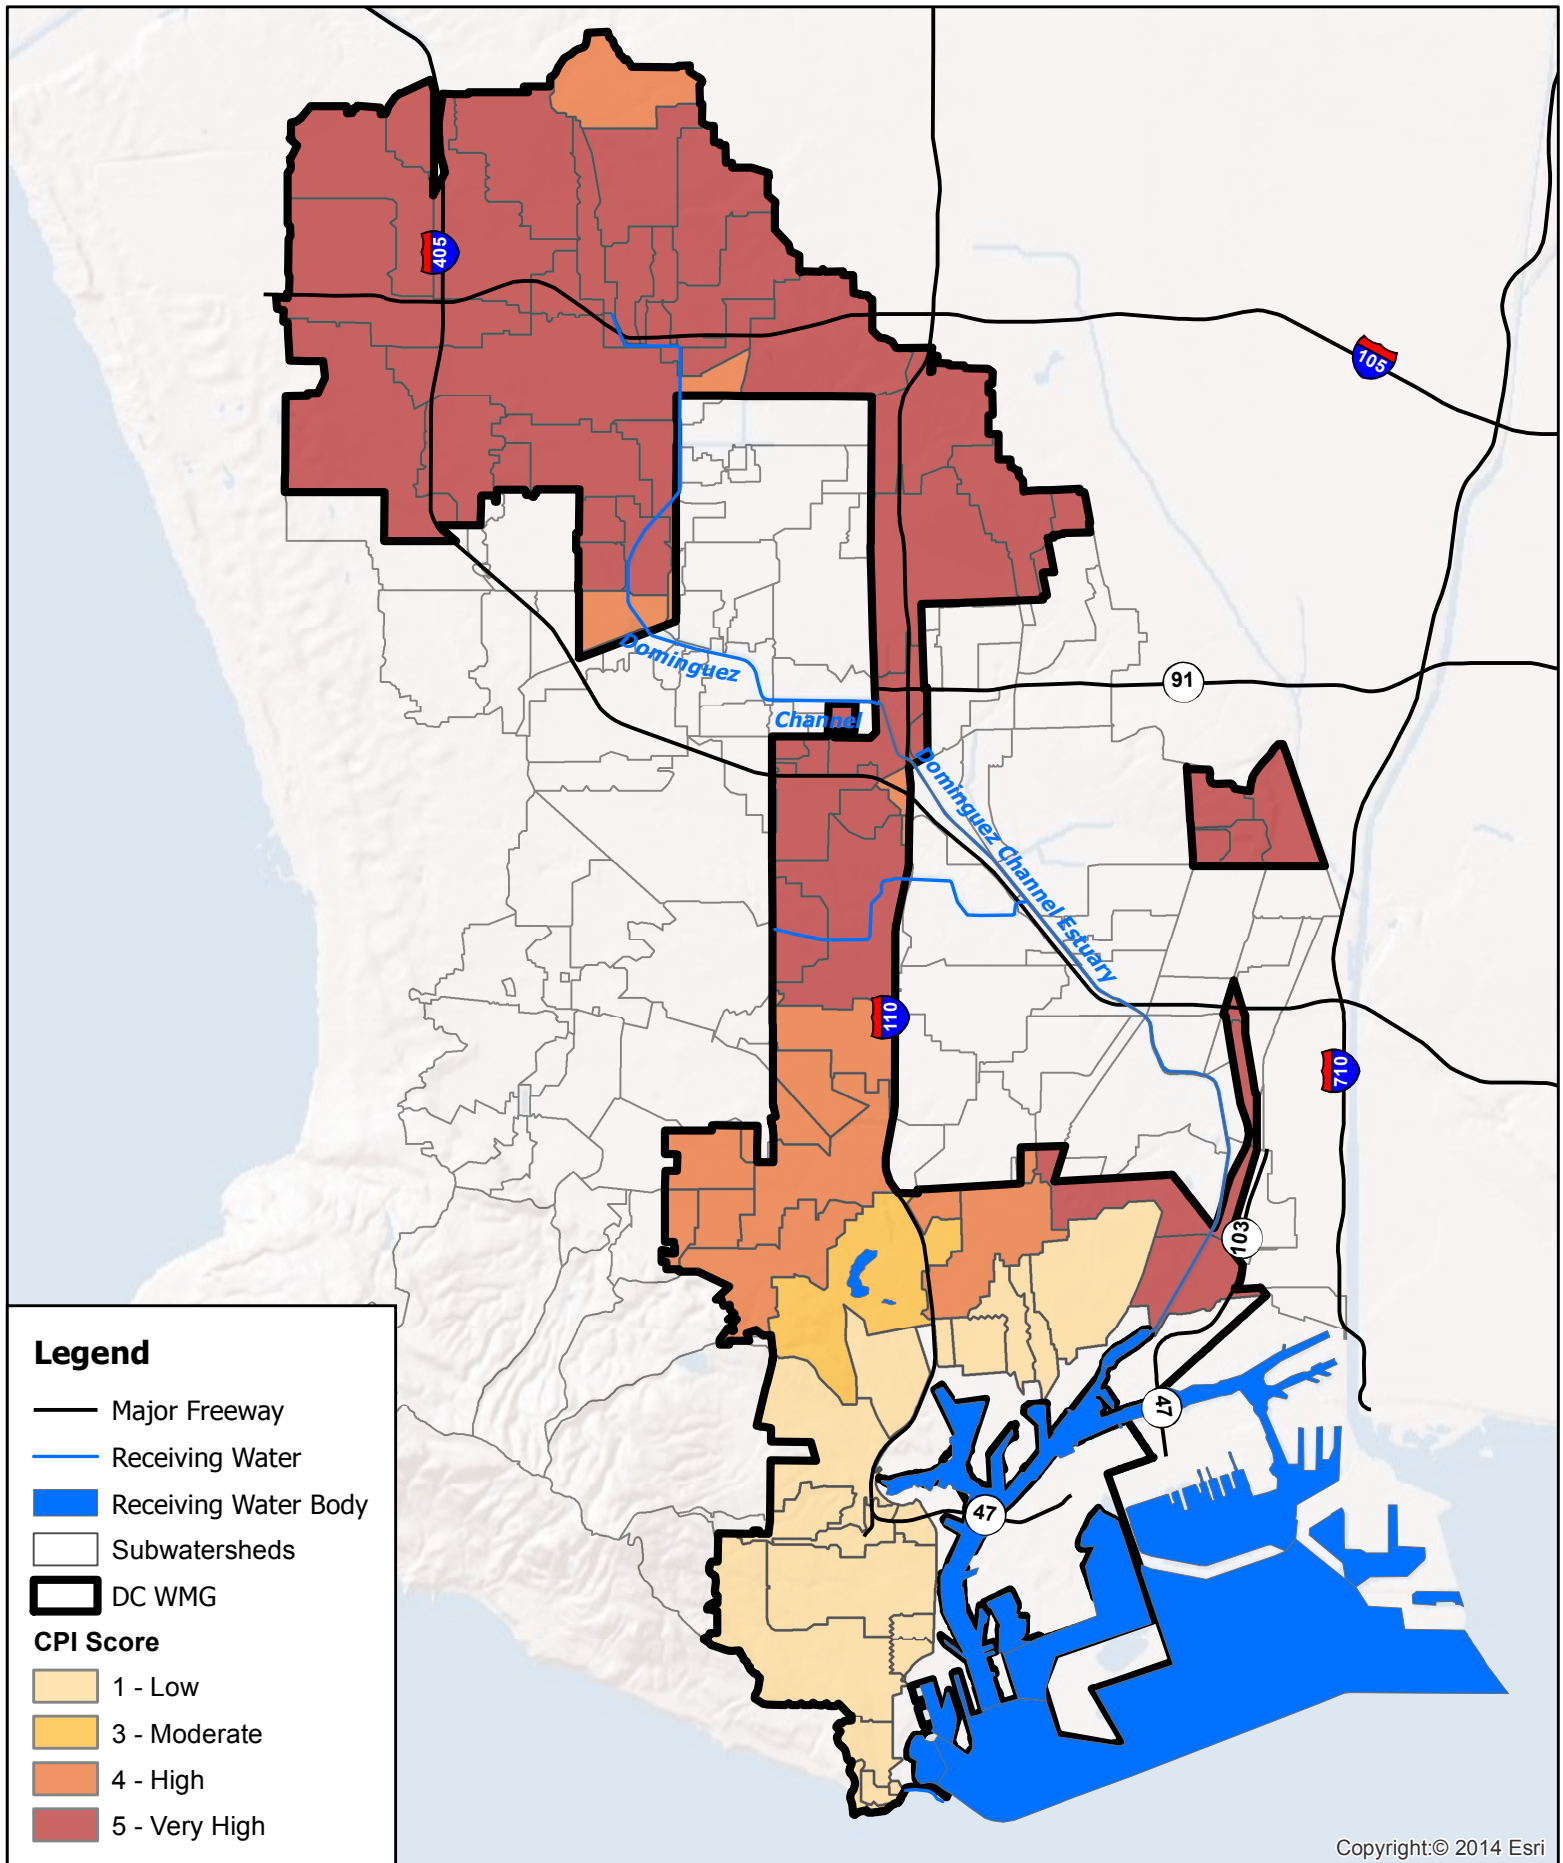 405
105
Dominguez
91
Channel
Dominguez Channel Estuary
110
710
103
47
47
Legend
Major Freeway
Receiving Water
Receiving Water Body
Subwatersheds
DC WMG
CPI Score
1 - Low
3 - Moderate
4 - High
5 - Very High
Copyright:© 2014 Esri